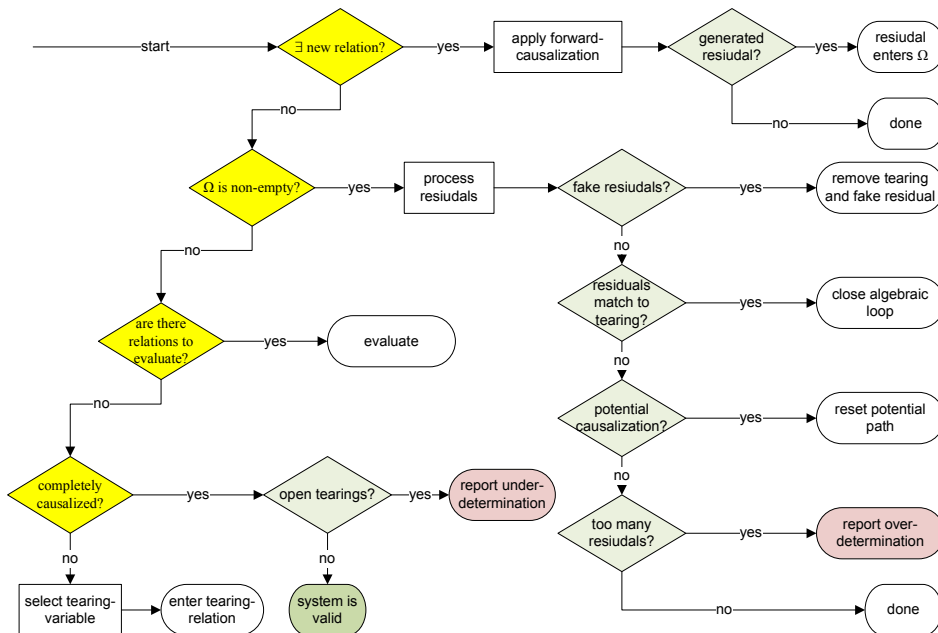 start
∃ new relation?
yes
apply forward-
causalization
generated
resiudal?
yes
resiudal
enters Ω
no
done
no
Ω is non-empty?
yes
process
resiudals
fake resiudals?
yes
remove tearing
and fake residual
no
no
residuals
match to
tearing?
yes
close algebraic
loop
are there
relations to
evaluate?
yes
evaluate
no
no
potential
causalization?
yes
reset potential
path
no
completely
causalized?
yes
open tearings?
yes
report under-
determination
too many
resiudals?
yes
report over-
determination
no
no
select tearing-
variable
enter tearing-
relation
system is
valid
no
done